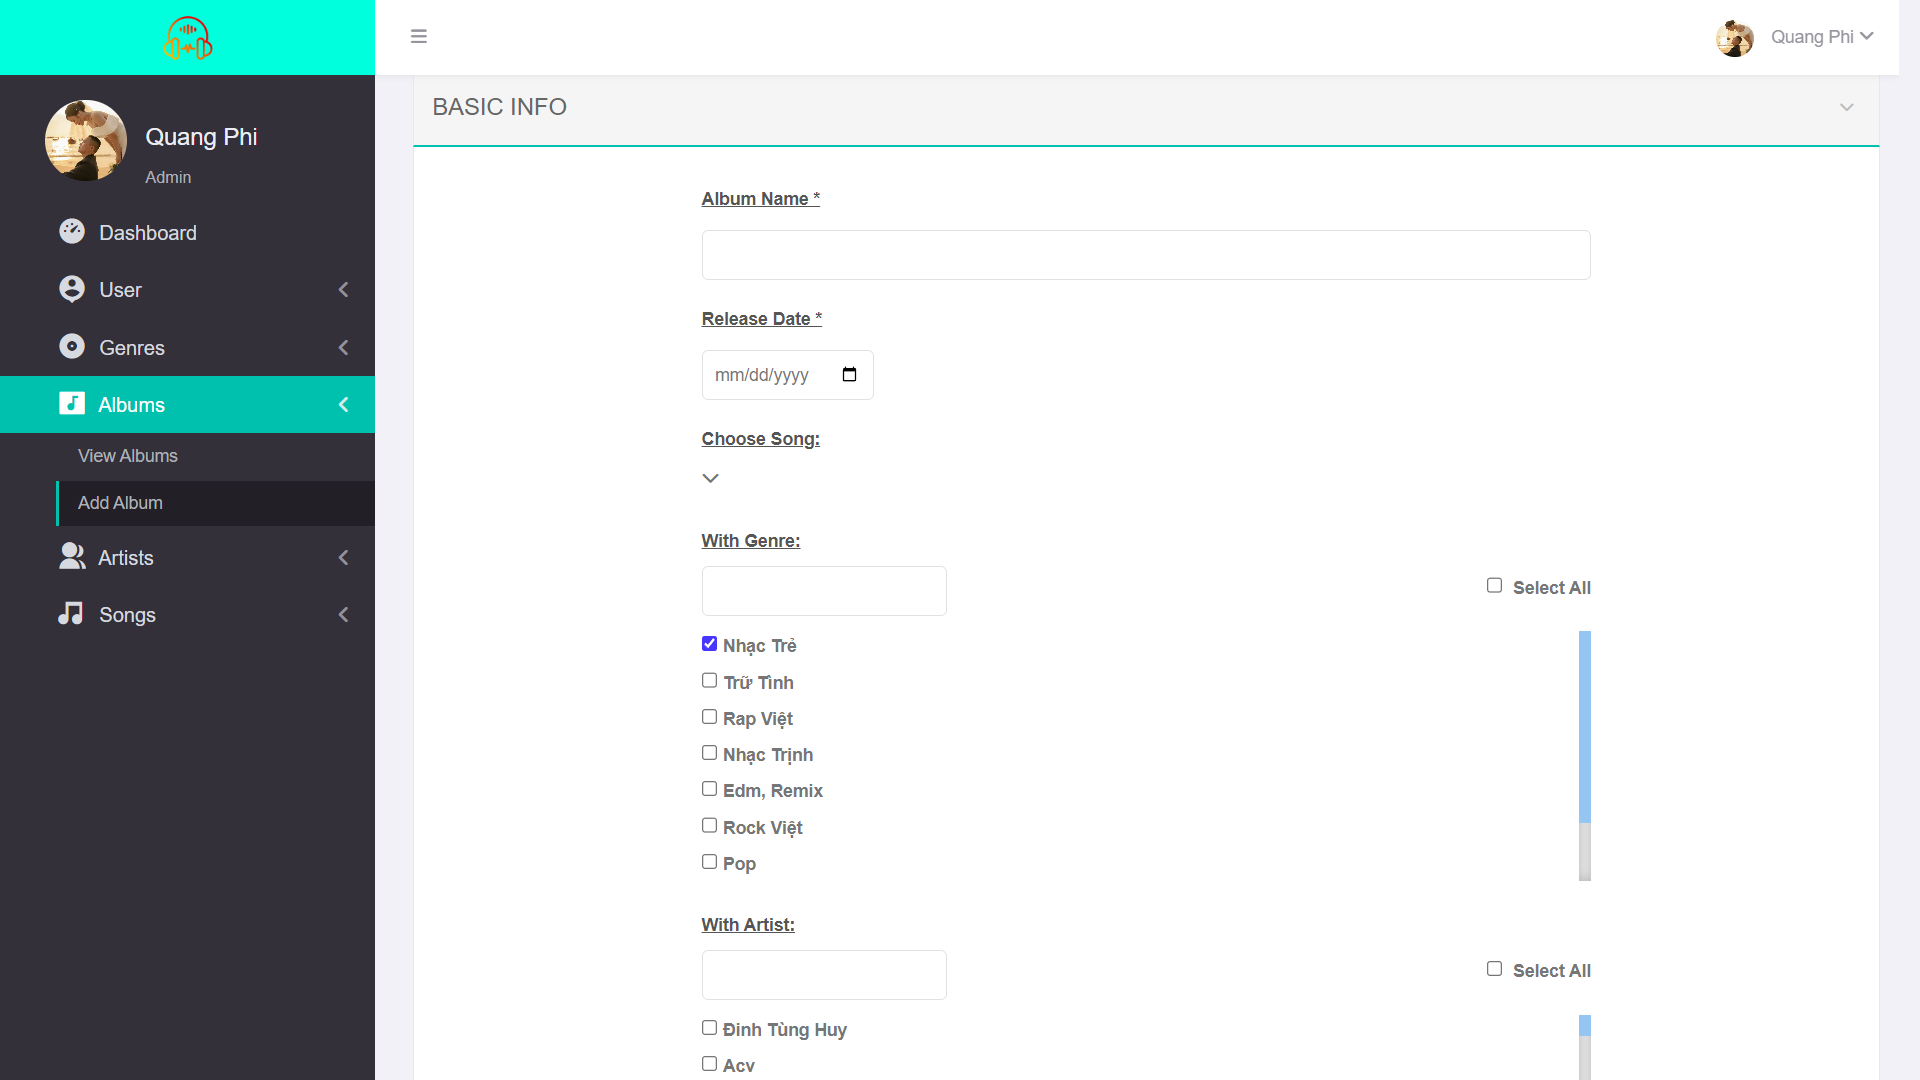 Quang Phi
BASIC INFO
Quang Phi
Admin
Dashboard
User
Genres
Albums
View Albums
Add Album
Artists
Songs
Album Name *
Release Date *
mm/dd/yyyy
Choose Song:
With Genre:
Select All
Nhạc Trẻ
Trữ Tình
Rap Việt
Nhạc Trịnh
Edm, Remix
Rock Việt
Pop
With Artist:
Select All
Đinh Tùng Huy
Acv